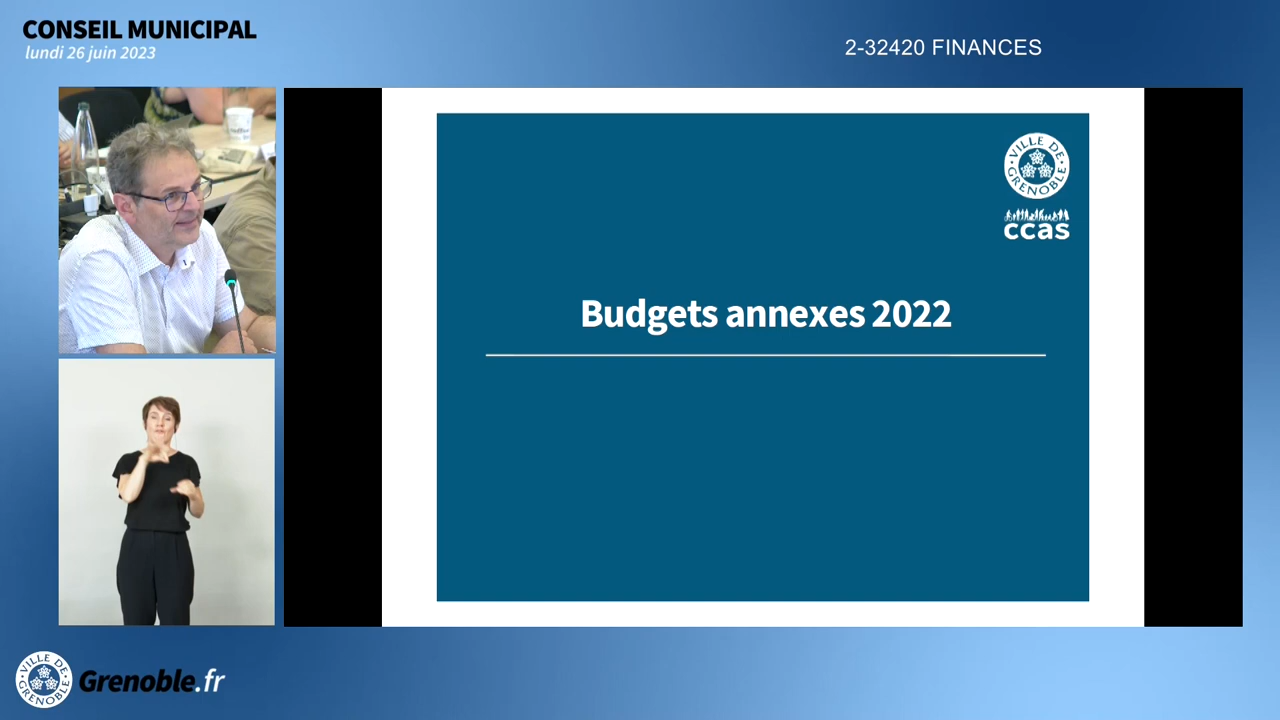 CONSEIL MUNICIPAL
lundi 26 juin 2023
2-32420 FINANCES
VILLE DE
GRENOBLE
ccas
Budgets annexes 2022
VILLE DE
GRENOBLE
Grenoble.fr